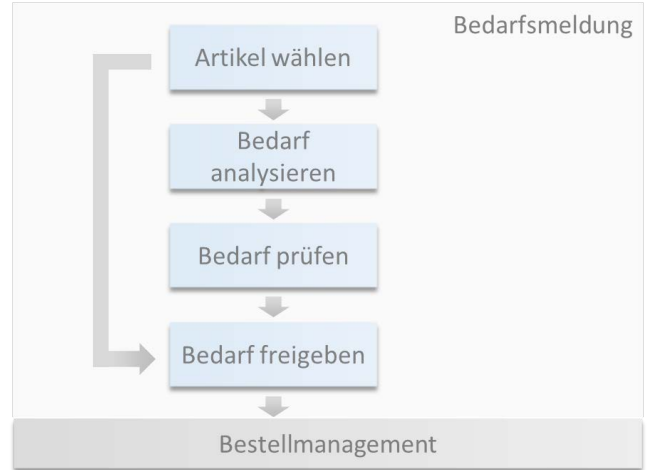 Bedarfsmeldung
Artikel wählen
Bedarf
analysieren
Bedarf prüfen
Bedarf freigeben
Bestellmanagement